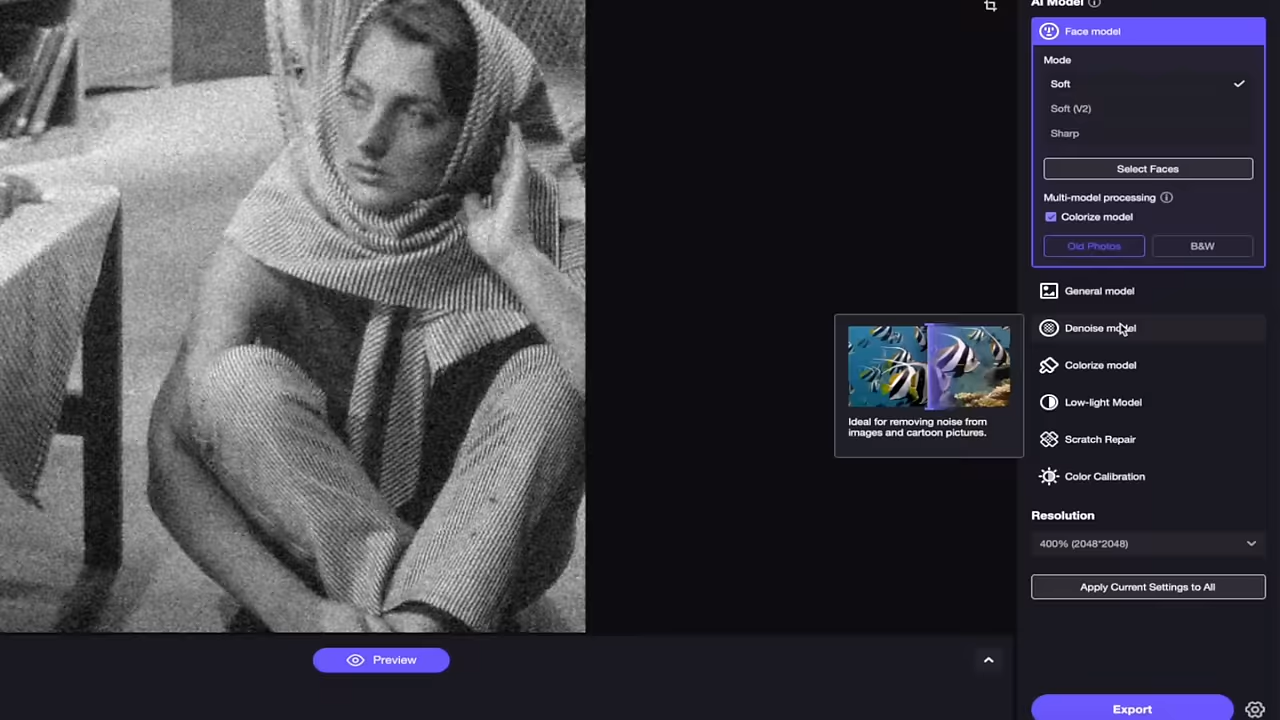 AI Model
Face model
Mode
Soft
Soft (V2)
Sharp
Select Faces
Multi-model processing
Colorize model
Old Photos
B&W
General model
Denoise model
Colorize model
Low-light Model
Scratch Repair
Color Calibration
Ideal for removing noise from
images and cartoon pictures.
Resolution
400% (2048*2048)
Apply Current Settings to All
Preview
Export